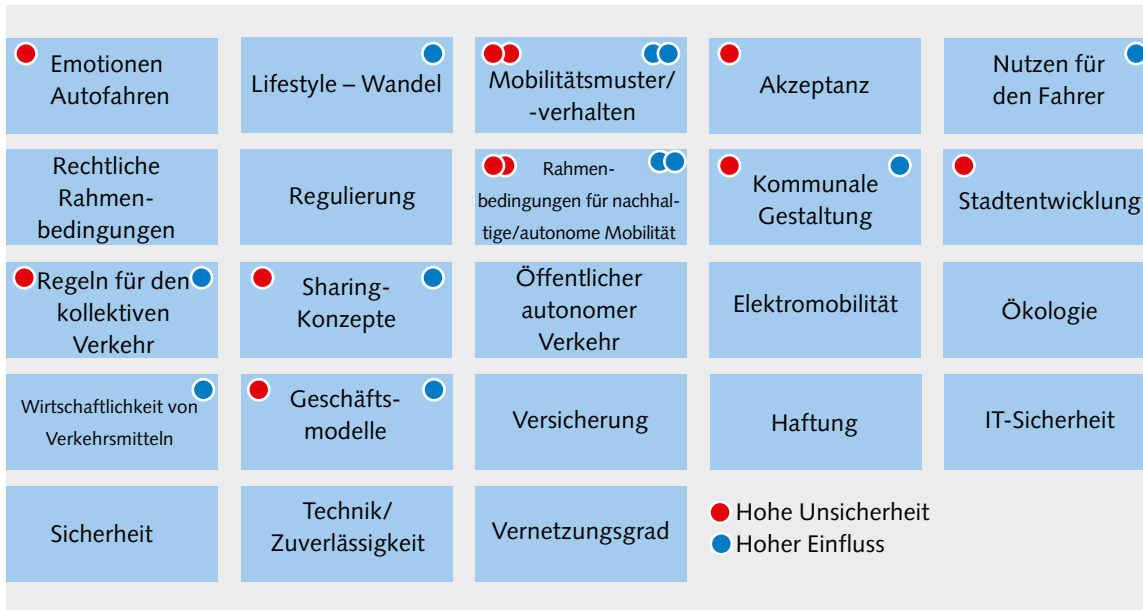 Emotionen
Autofahren
Lifestyle – Wandel
Mobilitätsmuster/
-verhalten
Akzeptanz
Nutzen für
den Fahrer
Rechtliche
Rahmen-
bedingungen
Regulierung
Rahmen-
bedingungen für nachhal-
tige/autonome Mobilität
Kommunale
Gestaltung
Stadtentwicklung
Regeln für den
kollektiven
Verkehr
Sharing-
Konzepte
Öffentlicher
autonomer
Verkehr
Elektromobilität
Ökologie
Wirtschaftlichkeit von
Verkehrsmitteln
Geschäfts-
modelle
Versicherung
Haftung
IT-Sicherheit
Sicherheit
Technik/
Zuverlässigkeit
Vernetzungsgrad
Hohe Unsicherheit
Hoher Einfluss